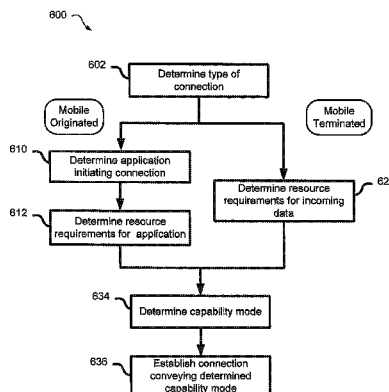 600
602
Determine type of
connection
Mobile
Originated
Mobile
Terminated
610
Determine application
initiating connection
62
Determine resource
requirements for incoming
data
612
Determine resource
requirements for application
634
Determine capability mode
636
Establish connection
conveying determined
capability mode